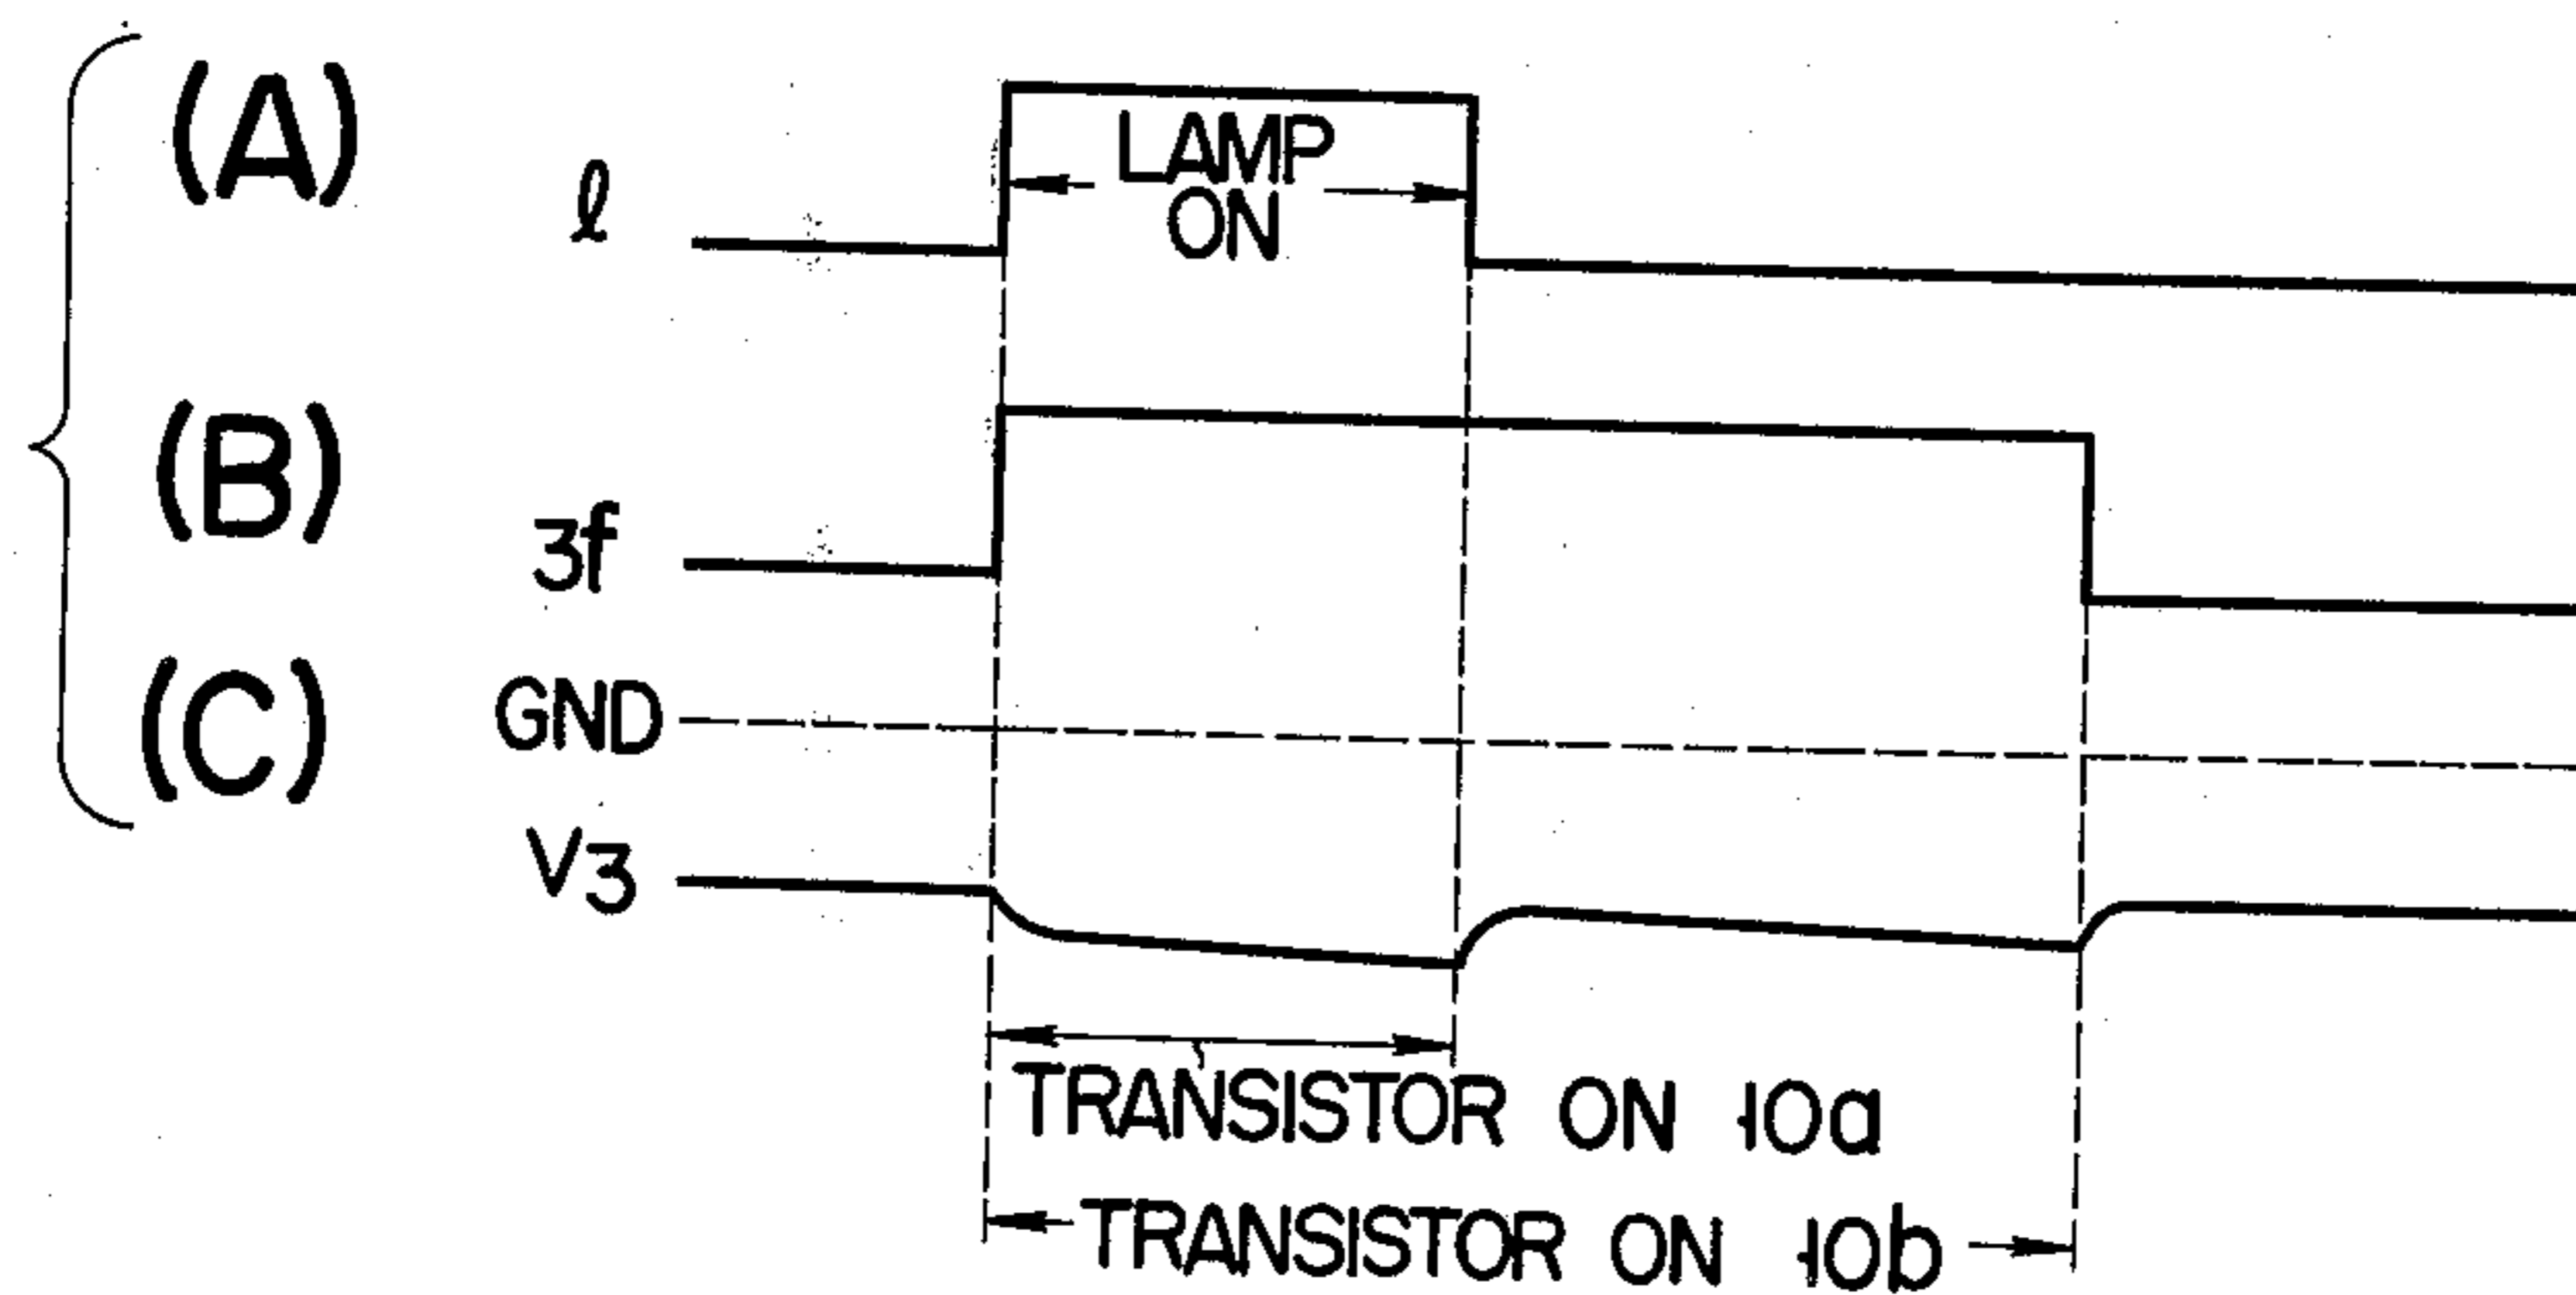 (A)
ℓ
LAMP
ON
(B)
3f
(C)
GND
V3
TRANSISTOR ON 10a
TRANSISTOR ON 10b